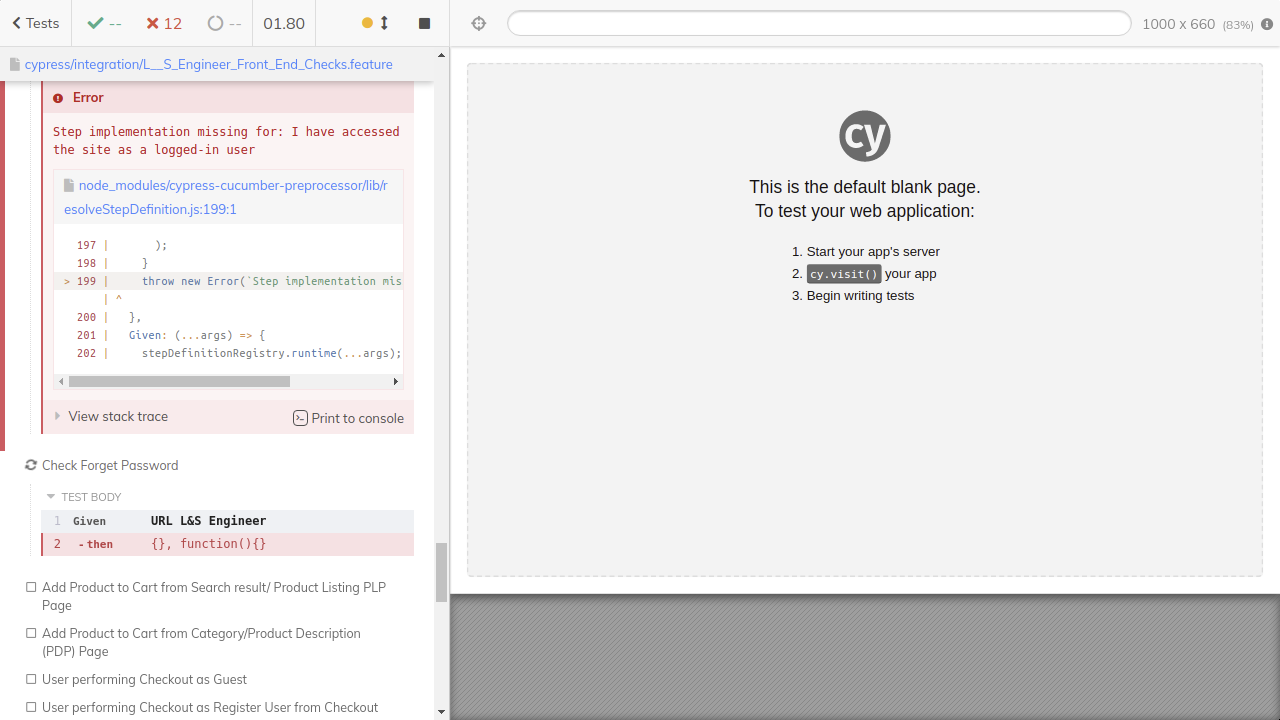 Tests
--
12
--
01.80
1000 x 660 (83%)
cypress/integration/L__S_Engineer_Front_End_Checks.feature
Error
Step implementation missing for: I have accessed
the site as a logged-in user
node_modules/cypress-cucumber-preprocessor/lib/r
esolveStepDefinition.js:199:1
197 |       );
198 |     }
> 199 |     throw new Error(`Step implementation mis
| ^
200 |   },
201 |   Given: (...args) => {
202 |     stepDefinitionRegistry.runtime(...args);
View stack trace
Print to console
Check Forget Password
TEST BODY
1 Given URL L&S Engineer
2 -then {}, function(){}
Add Product to Cart from Search result/ Product Listing PLP
Page
Add Product to Cart from Category/Product Description
(PDP) Page
User performing Checkout as Guest
User performing Checkout as Register User from Checkout
cy
This is the default blank page.
To test your web application:
1. Start your app's server
2. cy.visit() your app
3. Begin writing tests